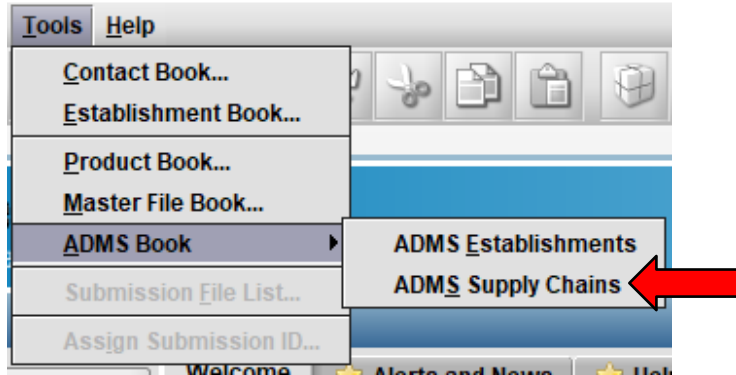 Tools Help
Contact Book...
Establishment Book...
Product Book...
Master File Book...
ADMS Book
ADMS Establishments
ADMS Supply Chains
Submission File List...
Assign Submission ID...
Welcome Alerts and News Help